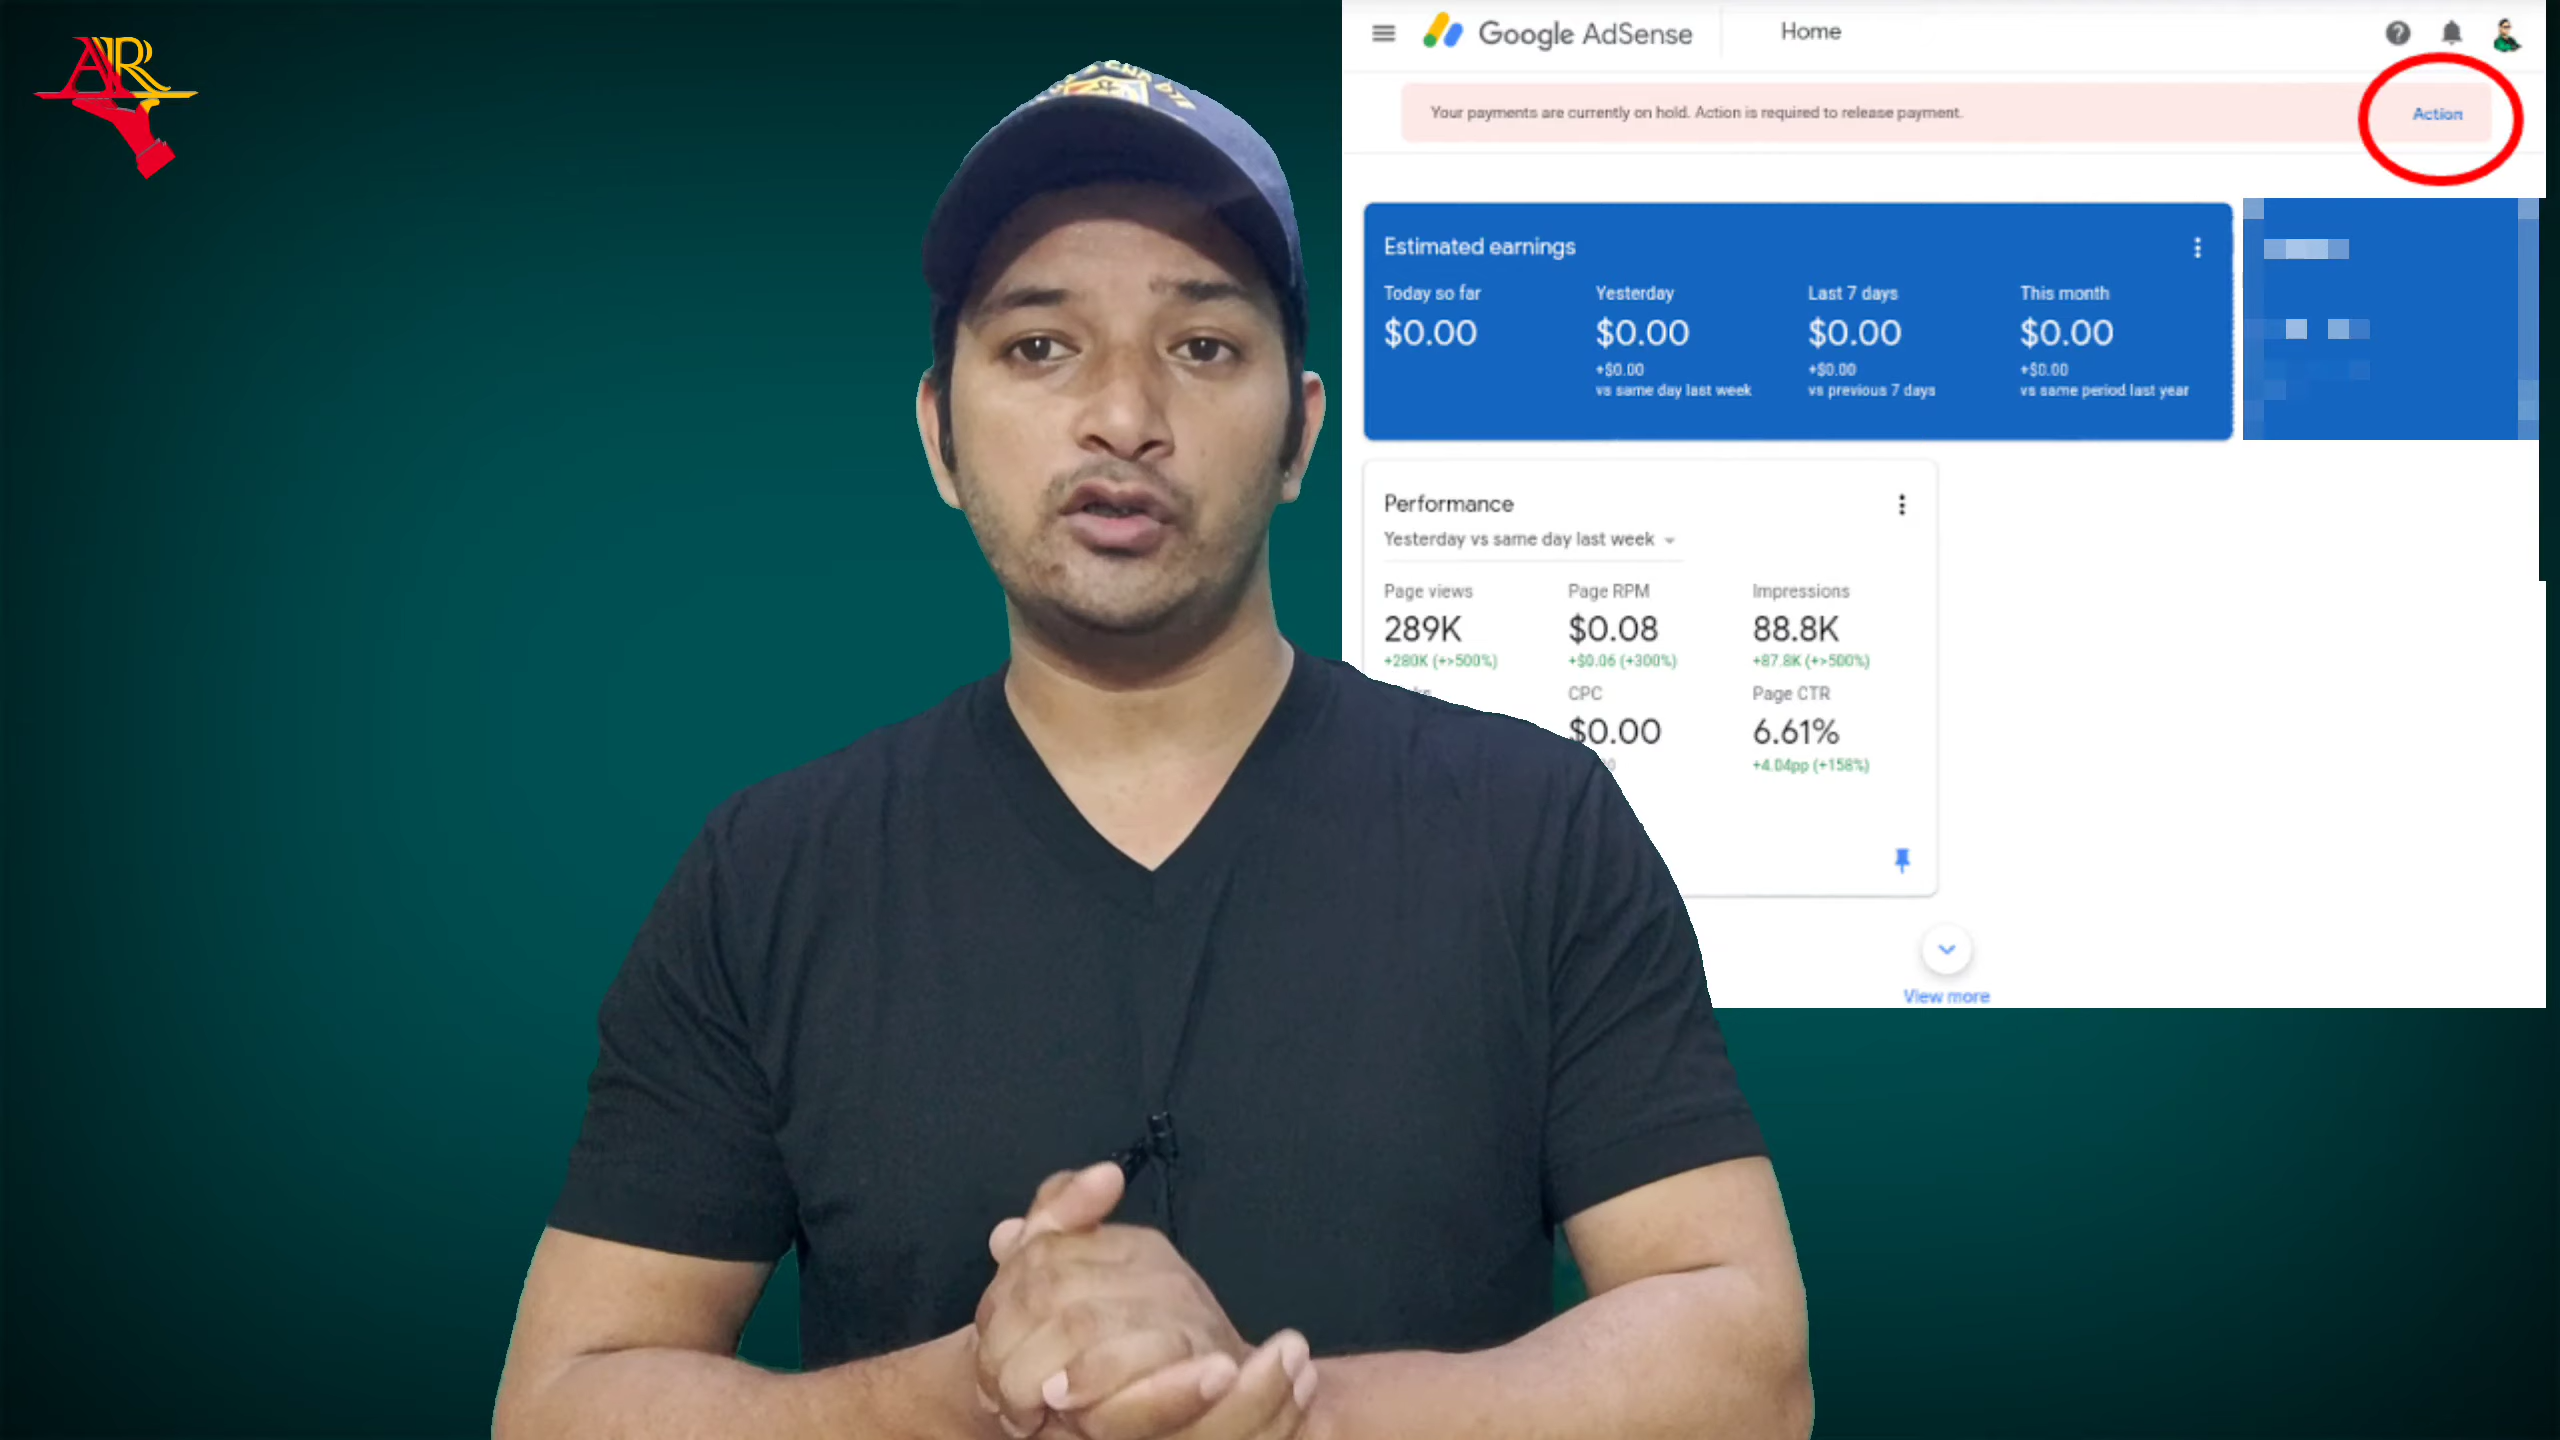 AR
Google AdSense
Home
Your payments are currently on hold. Action is required to release payment.
Action
Estimated earnings
Today so far
Yesterday
Last 7 days
This month
$0.00
$0.00
$0.00
$0.00
+$0.00
+$0.00
+$0.00
vs same day last week
vs previous 7 days
vs same period last year
Performance
Yesterday vs same day last week
Page views
Page RPM
Impressions
289K
$0.08
88.8K
+280K (+>500%)
+$0.06 (+300%)
+87.8K (+>500%)
CPC
Page CTR
$0.00
6.61%
+4.04pp (+158%)
View more